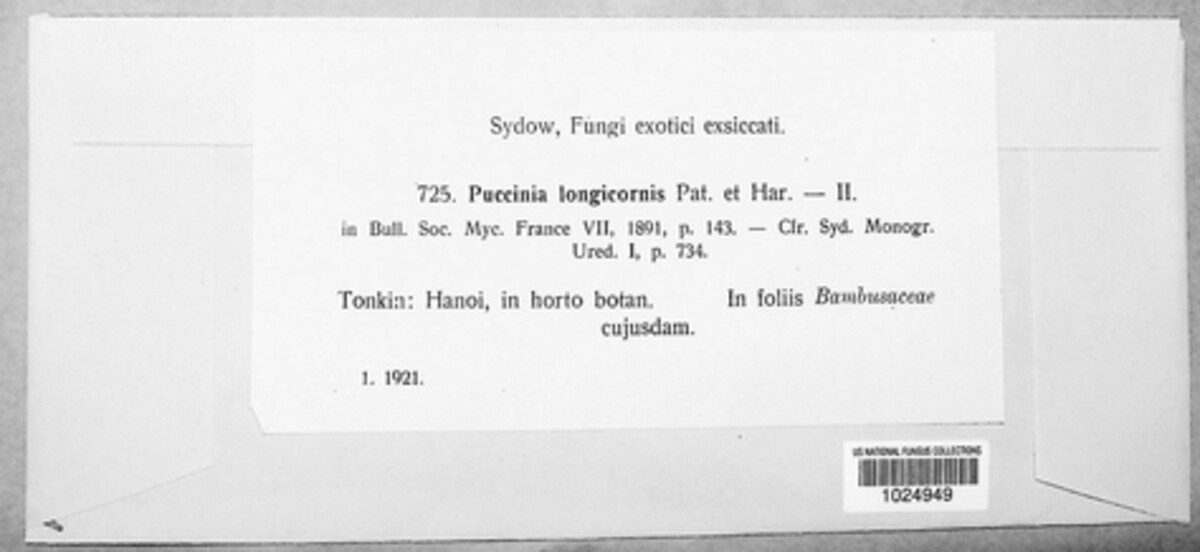 Sydow, Fungi exotici exsiccati.
725. Puccinia longicornis Pat. et Har. — II.
in Bull. Soc. Myc. France VII, 1891, p. 143. — Cfr. Syd. Monogr.
Ured. I, p. 734.
Tonkin: Hanoi, in horto botan. In foliis Bambusaceae
cujusdam.
1. 1921.
US NATIONAL FUNGUS COLLECTIONS
1024949